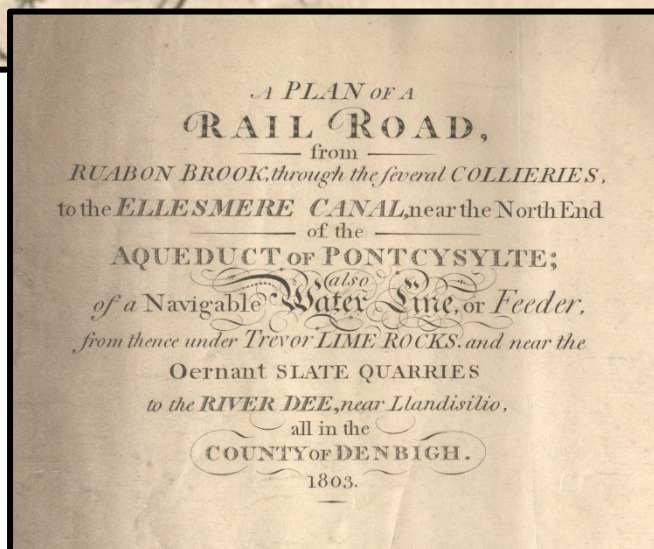 A PLAN OF A
RAIL ROAD,
from
RUABON BROOK, through the ſeveral COLLIERIES,
to the ELLESMERE CANAL, near the North End
of the
AQUEDUCT OF PONTCYSYLTE;
also
of a Navigable Water Line, or Feeder,
from thence under Trevor LIME ROCKS. and near the
Oernant SLATE QUARRIES
to the RIVER DEE, near Llandisilio,
all in the
COUNTY OF DENBIGH.
1803.